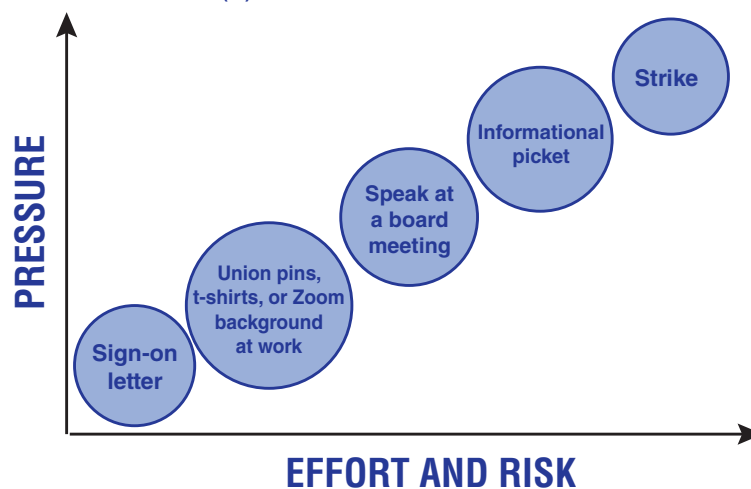 (s)
Strike
Informational
picket
Speak at
a board
meeting
Union pins,
t-shirts, or Zoom
background
at work
Sign-on
letter
PRESSURE
EFFORT AND RISK